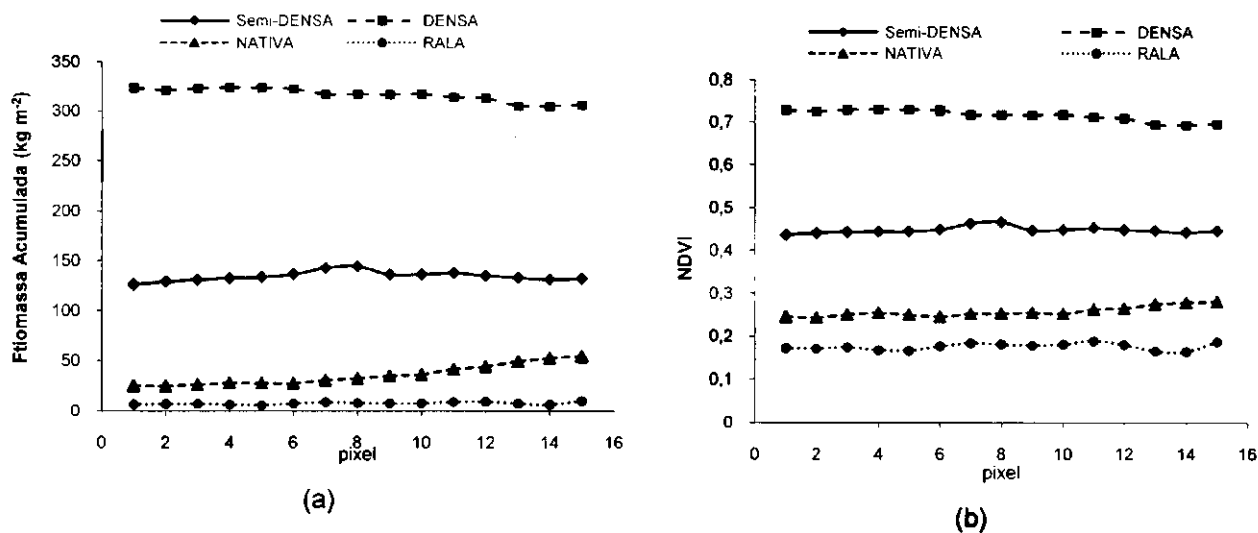 Semi-DENSA DENSA
NATIVA RALA
Ftiomassa Acumulada (kg m⁻²)
350
300
250
200
150
100
50
0
0 2 4 6 8 10 12 14 16
pixel
(a)
Semi-DENSA DENSA
NATIVA RALA
NDVI
0,8
0,7
0,6
0,5
0,4
0,3
0,2
0,1
0
0 2 4 6 8 10 12 14 16
pixel
(b)